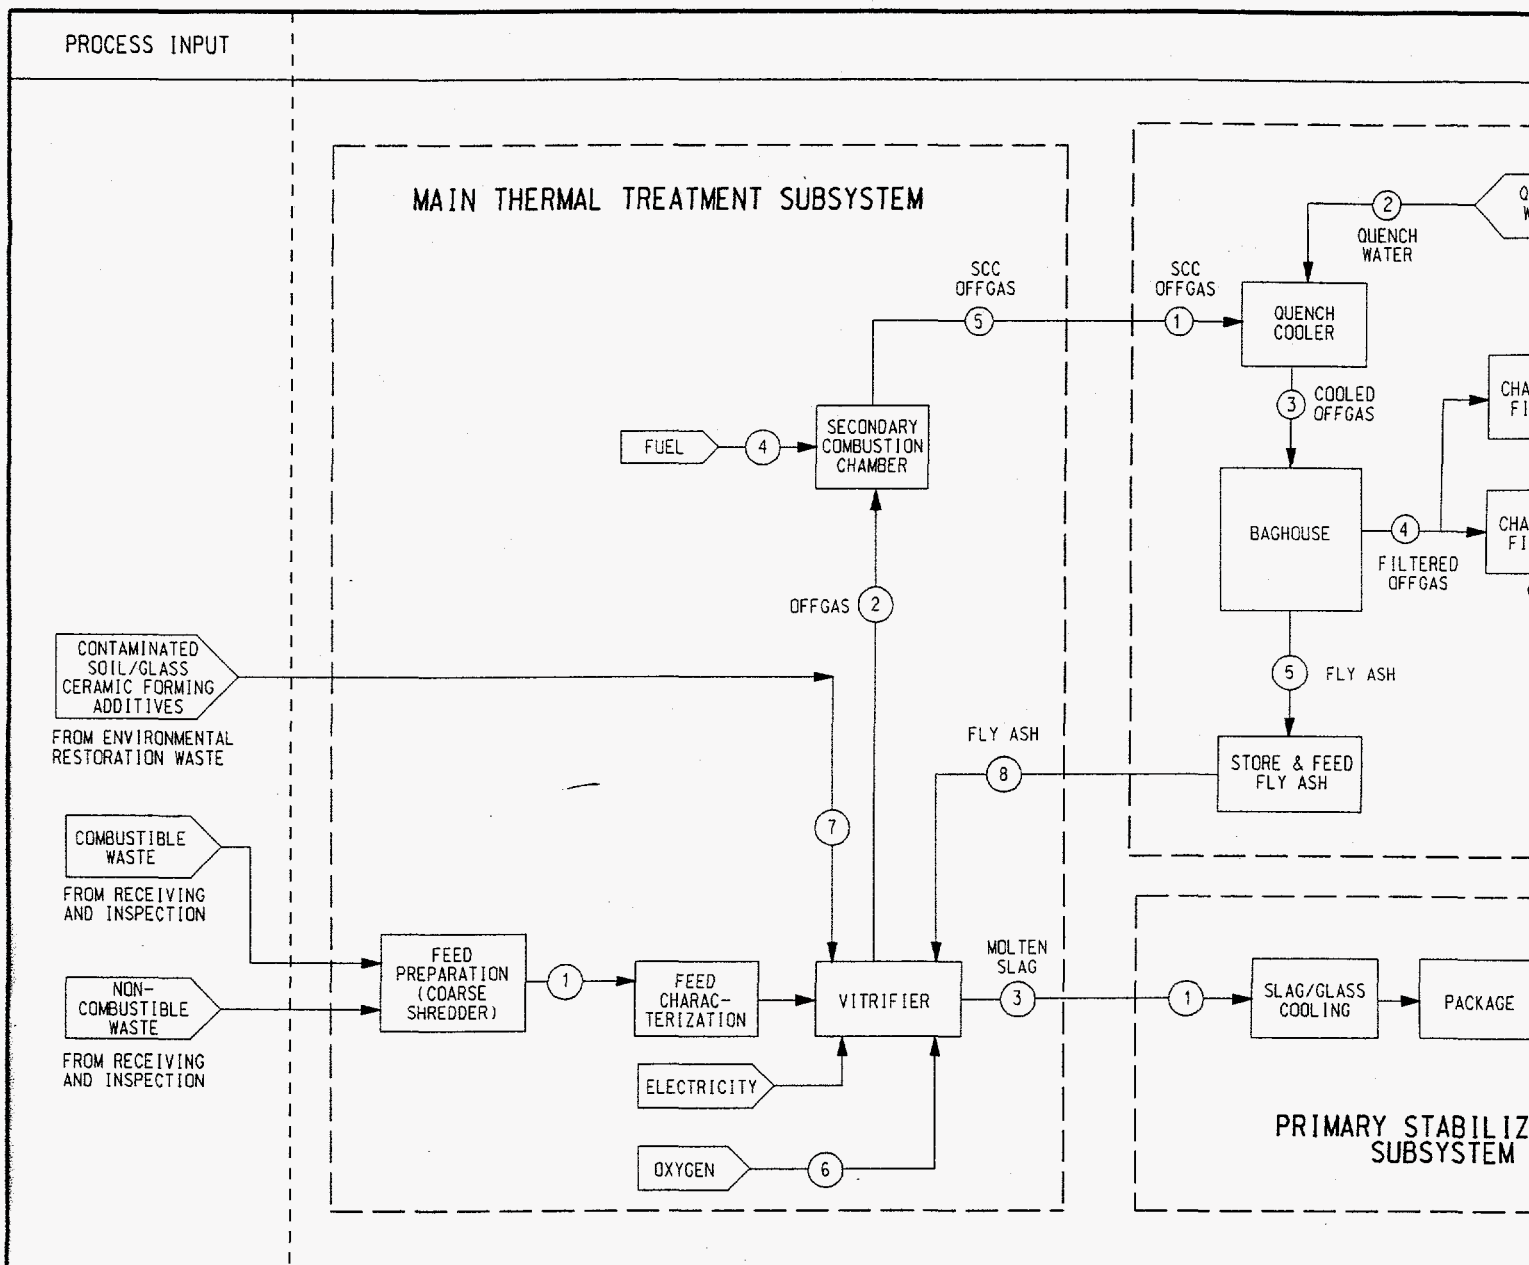 PROCESS INPUT
MAIN THERMAL TREATMENT SUBSYSTEM
2
QUENCH
WATER
SCC
OFFGAS
5
SCC
OFFGAS
1
QUENCH
COOLER
3
COOLED
OFFGAS
FUEL
4
SECONDARY
COMBUSTION
CHAMBER
BAGHOUSE
4
FILTERED
OFFGAS
OFFGAS
2
CONTAMINATED
SOIL/GLASS
CERAMIC FORMING
ADDITIVES
FROM ENVIRONMENTAL
RESTORATION WASTE
5
FLY ASH
FLY ASH
8
STORE & FEED
FLY ASH
7
COMBUSTIBLE
WASTE
FROM RECEIVING
AND INSPECTION
NON-
COMBUSTIBLE
WASTE
FROM RECEIVING
AND INSPECTION
FEED
PREPARATION
(COARSE
SHREDDER)
1
FEED
CHARAC-
TERIZATION
VITRIFIER
MOLTEN
SLAG
3
1
SLAG/GLASS
COOLING
PACKAGE
ELECTRICITY
OXYGEN
6
PRIMARY STABILIZ
SUBSYSTEM